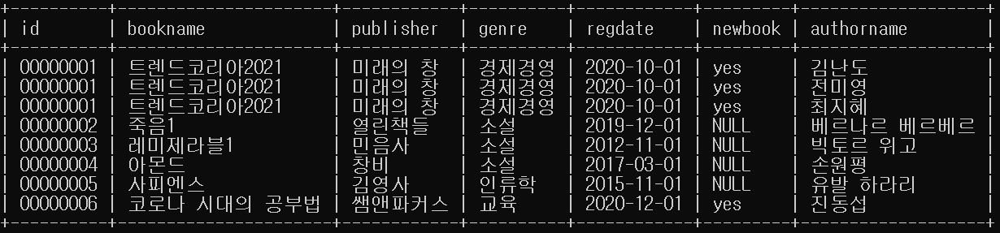 +----------+----------------------+------------+----------+------------+---------+--------------------+
| id | bookname | publisher | genre | regdate | newbook | authorname |
+----------+----------------------+------------+----------+------------+---------+--------------------+
| 00000001 | 트렌드코리아2021 | 미래의 창 | 경제경영 | 2020-10-01 | yes | 김난도 |
| 00000001 | 트렌드코리아2021 | 미래의 창 | 경제경영 | 2020-10-01 | yes | 전미영 |
| 00000001 | 트렌드코리아2021 | 미래의 창 | 경제경영 | 2020-10-01 | yes | 최지혜 |
| 00000002 | 죽음1 | 열린책들 | 소설 | 2019-12-01 | NULL | 베르나르 베르베르 |
| 00000003 | 레미제라블1 | 민음사 | 소설 | 2012-11-01 | NULL | 빅토르 위고 |
| 00000004 | 아몬드 | 창비 | 소설 | 2017-03-01 | NULL | 손원평 |
| 00000005 | 사피엔스 | 김영사 | 인류학 | 2015-11-01 | NULL | 유발 하라리 |
| 00000006 | 코로나 시대의 공부법 | 쌤앤파커스 | 교육 | 2020-12-01 | yes | 진동섭 |
+----------+----------------------+------------+----------+------------+---------+--------------------+